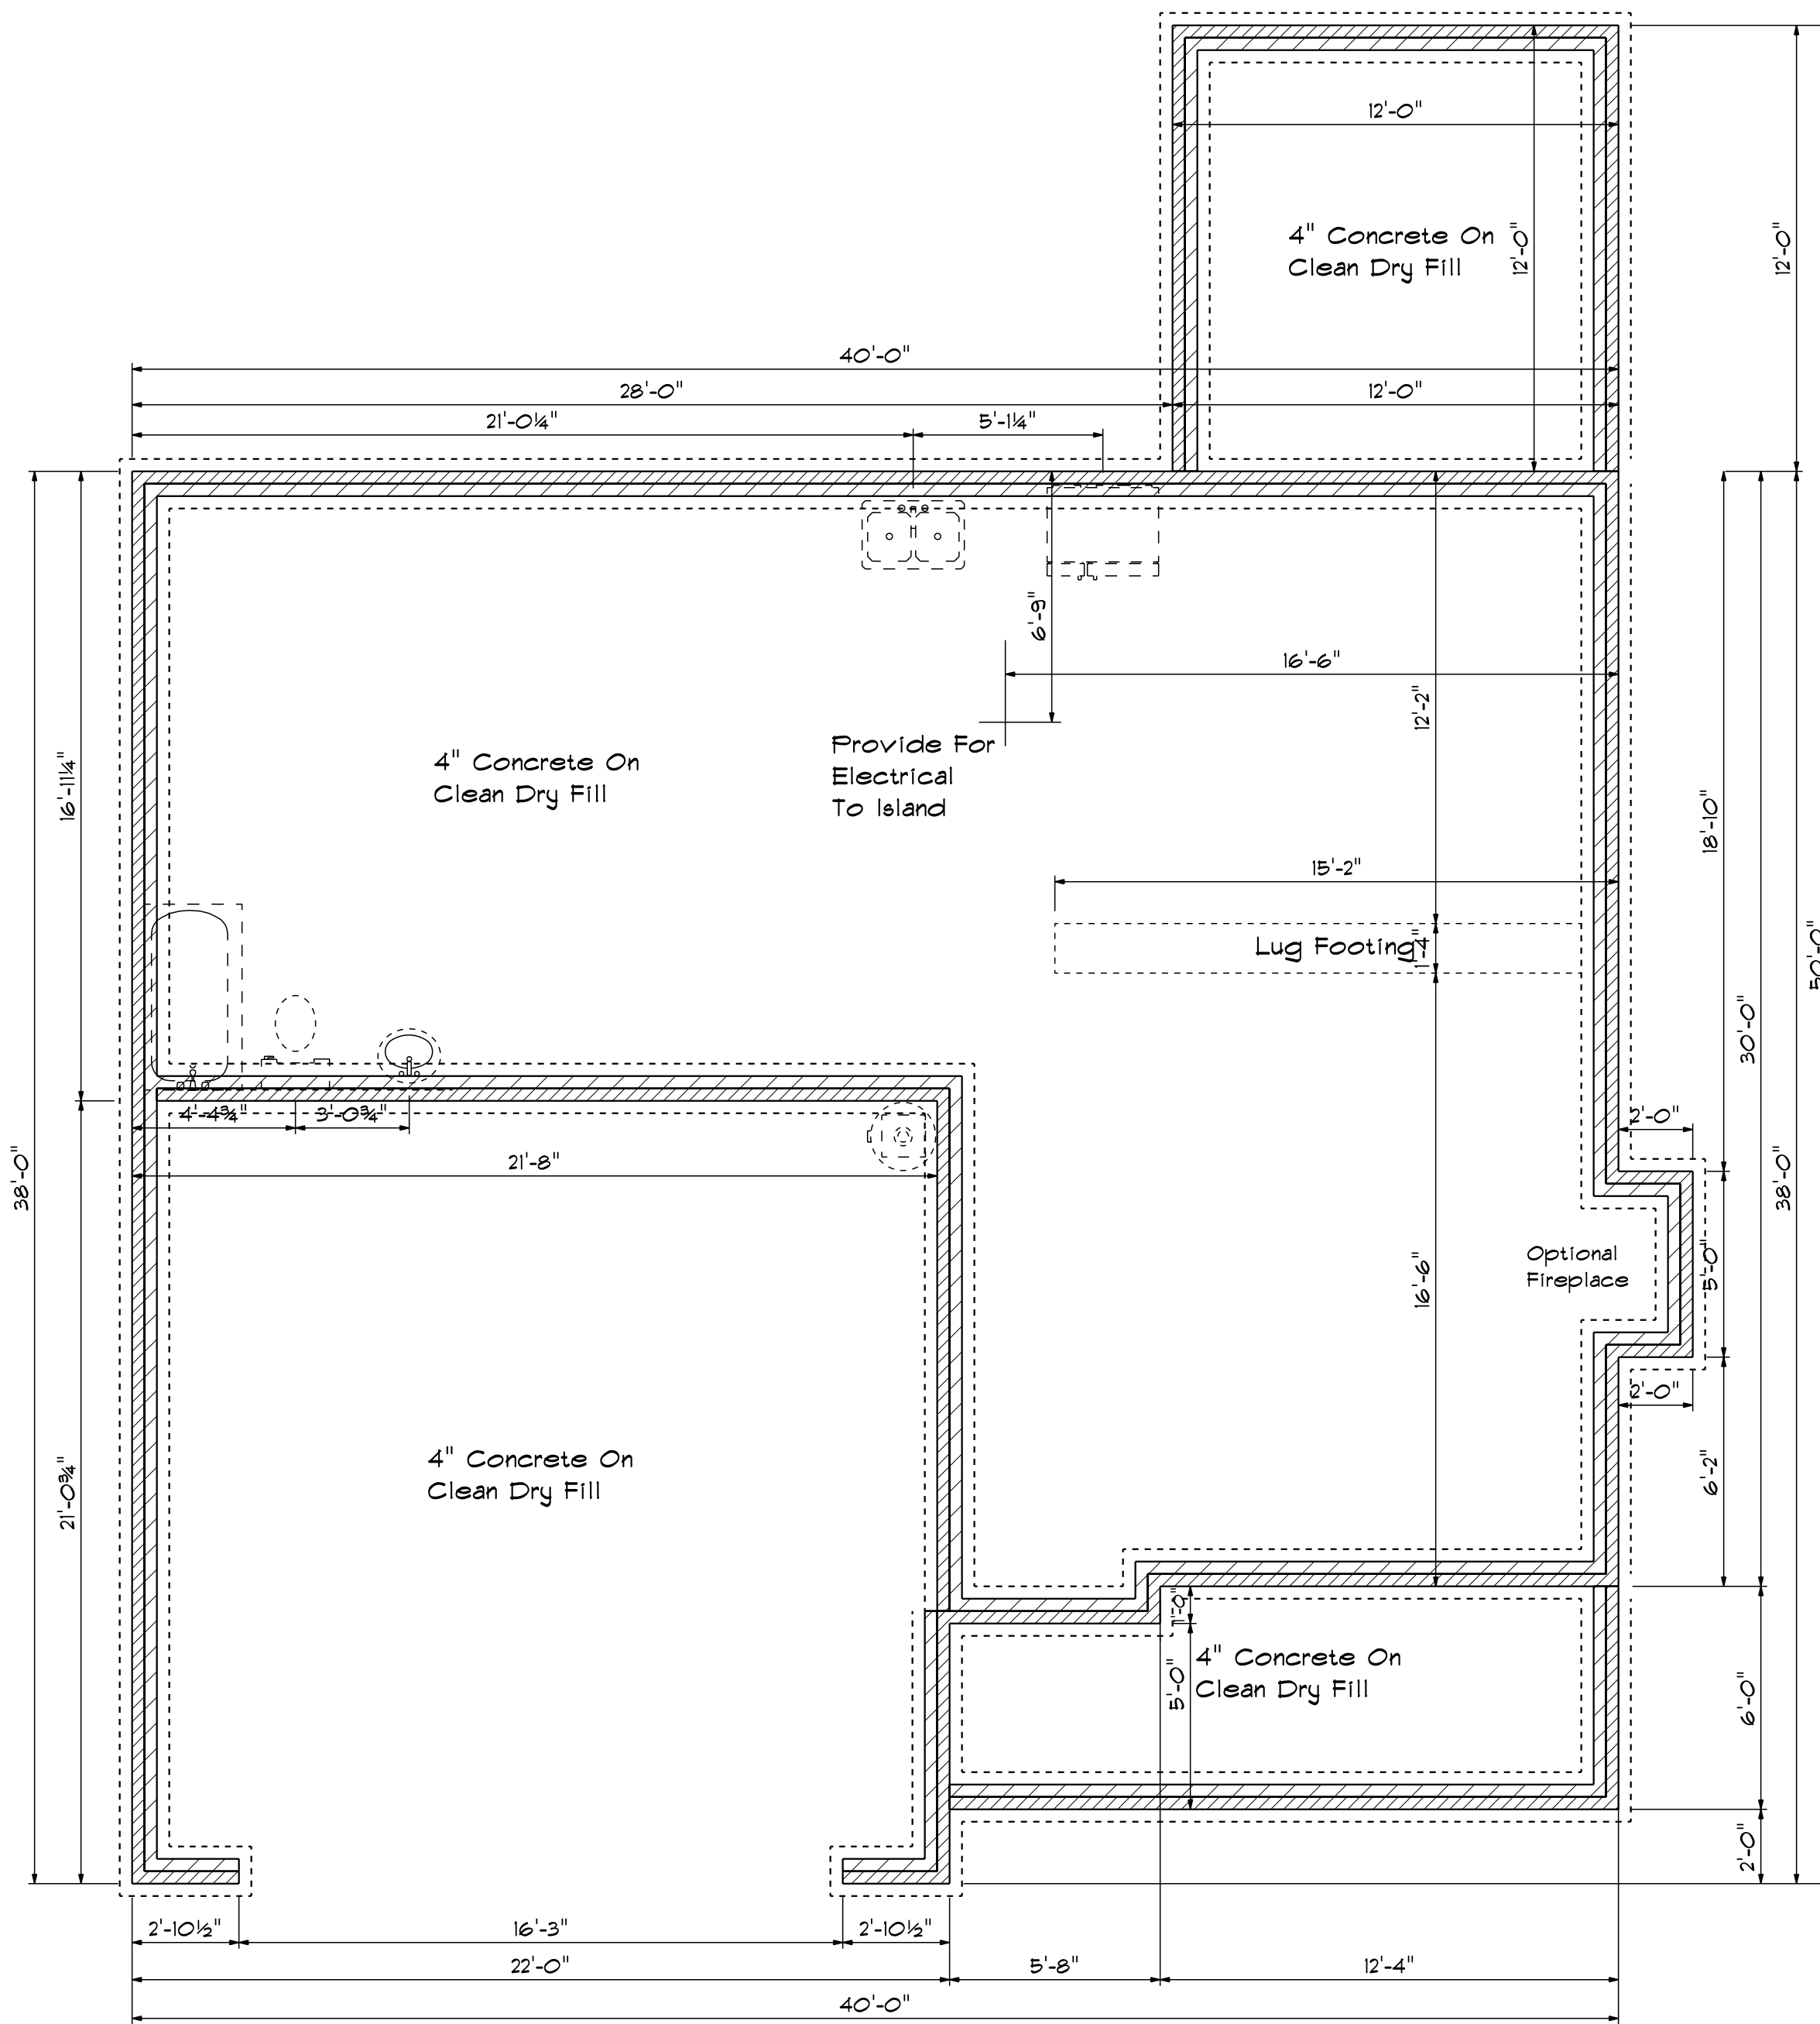 12'-0"
4" Concrete On
Clean Dry Fill
12'-0"
12'-0"
40'-0"
28'-0"
12'-0"
21'-0¼"
5'-1¼"
6'-9"
16'-6"
12'-2"
Provide For
Electrical
To Island
4" Concrete On
Clean Dry Fill
16'-11¼"
18'-10"
15'-2"
Lug Footing
1'-4"
30'-0"
50'-0"
4'-4¾"
3'-0¾"
2'-0"
21'-8"
38'-0"
38'-0"
Optional
Fireplace
5'-0"
16'-6"
2'-0"
4" Concrete On
Clean Dry Fill
21'-0¾"
6'-2"
1'-0"
4" Concrete On
Clean Dry Fill
5'-0"
6'-0"
2'-0"
2'-10½"
16'-3"
2'-10½"
22'-0"
5'-8"
12'-4"
40'-0"